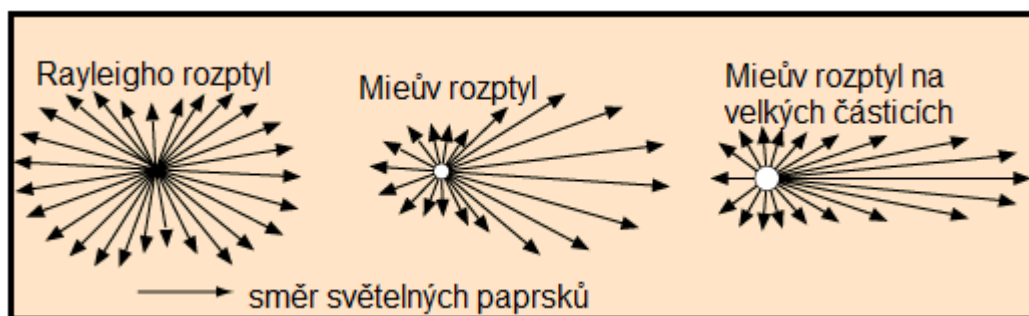 Rayleigho rozptyl
Mieův rozptyl
Mieův rozptyl na
velkých částicích
směr světelných paprsků